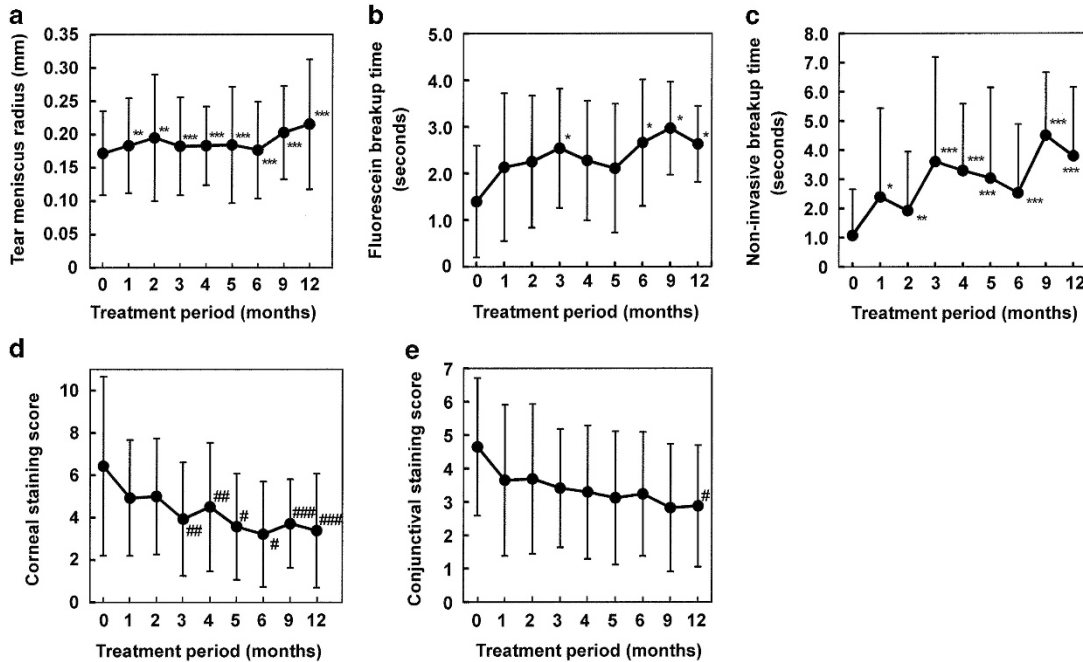 a
Tear meniscus radius (mm)
0.35
0.30
0.25
0.20
0.15
0.10
0.05
0
** ** *** *** *** *** *** ***
0 1 2 3 4 5 6 9 12
Treatment period (months)
b
Fluorescein breakup time
(seconds)
5.0
4.0
3.0
2.0
1.0
0.0
* * * *
0 1 2 3 4 5 6 9 12
Treatment period (months)
c
Non-invasive breakup time
(seconds)
8.0
7.0
6.0
5.0
4.0
3.0
2.0
1.0
0.0
* ** *** *** *** *** *** ***
0 1 2 3 4 5 6 9 12
Treatment period (months)
d
Corneal staining score
10
8
6
4
2
0
## ## # # ### ###
0 1 2 3 4 5 6 9 12
Treatment period (months)
e
Conjunctival staining score
7
6
5
4
3
2
1
0
#
0 1 2 3 4 5 6 9 12
Treatment period (months)